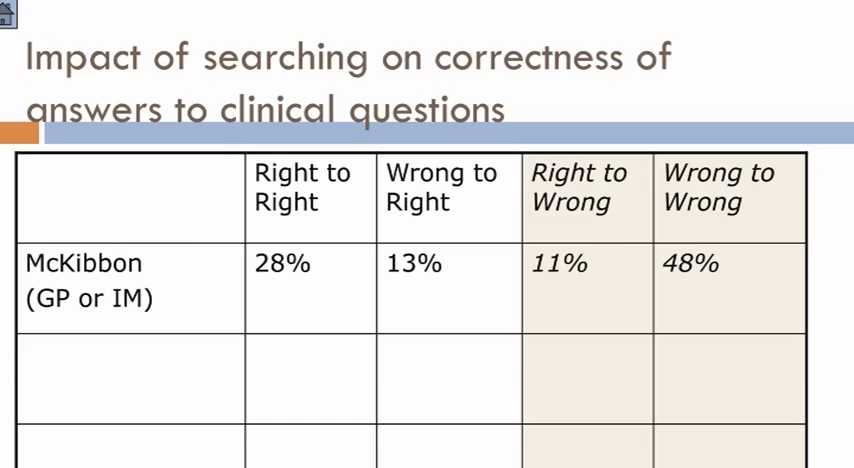 Impact of searching on correctness of
answers to clinical questions
Right to Right
Wrong to Right
Right to Wrong
Wrong to Wrong
McKibbon
(GP or IM)
28%
13%
11%
48%